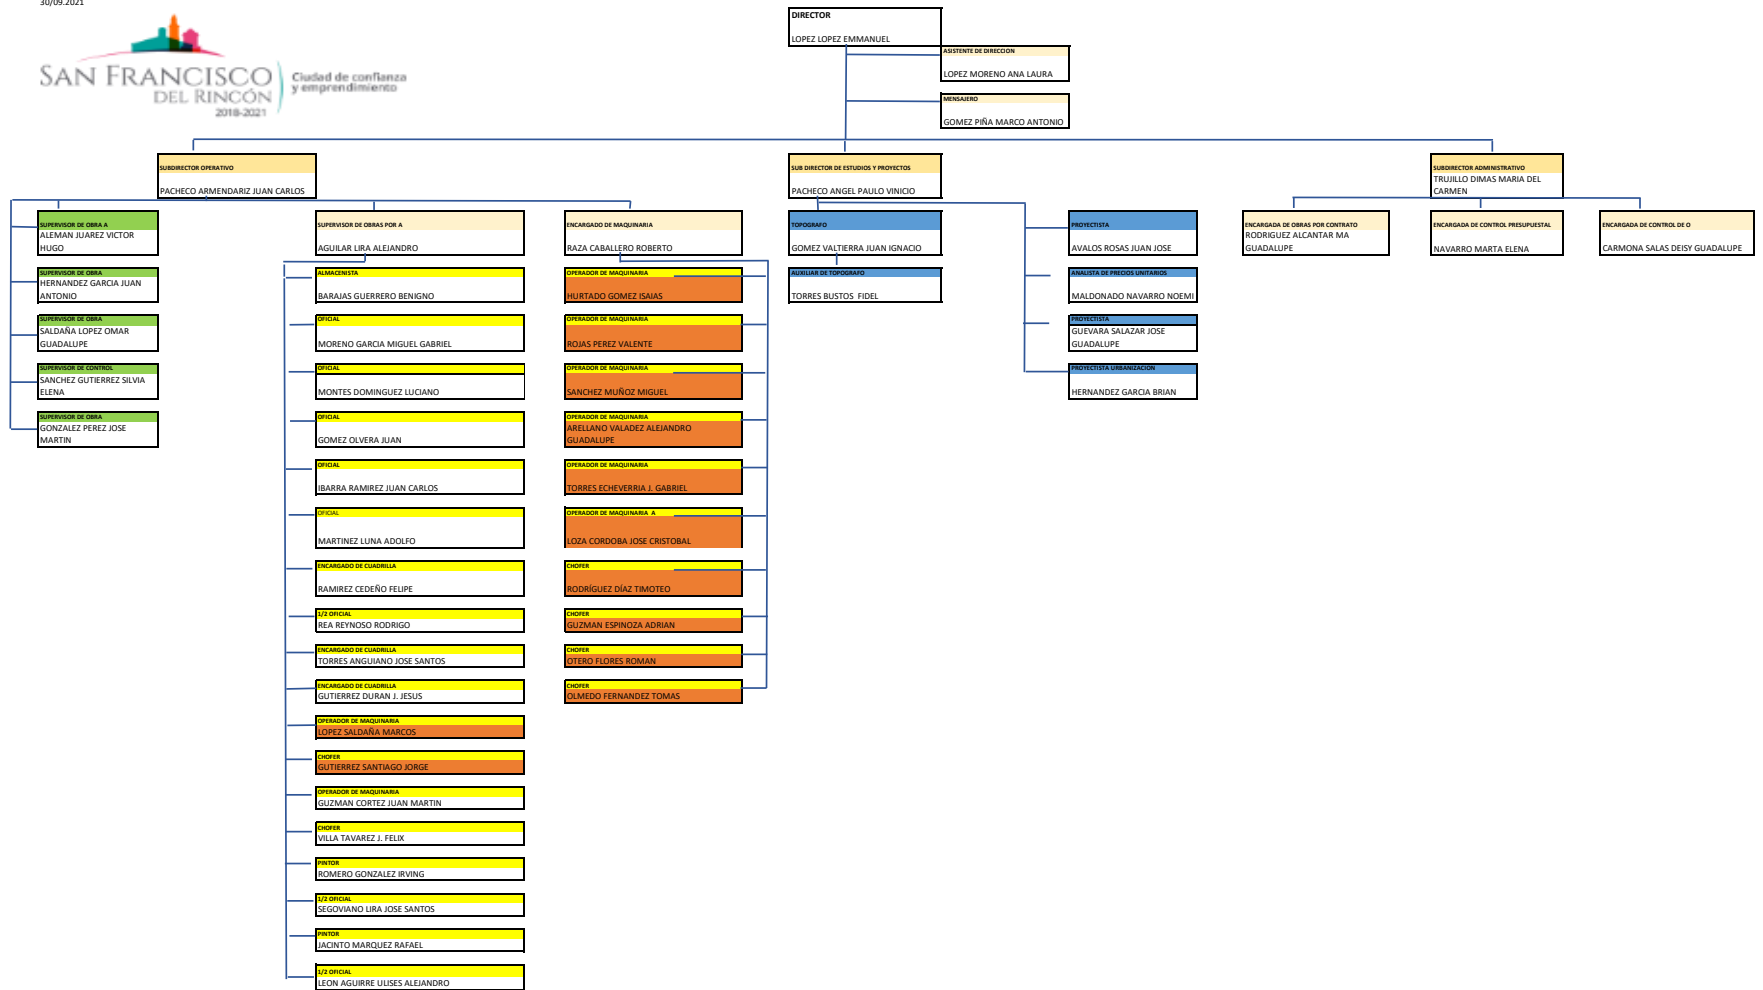 30/09.2021
SAN FRANCISCO
DEL RINCÓN
2018-2021
Ciudad de confianza
y emprendimiento
DIRECTOR
LOPEZ LOPEZ EMMANUEL
ASISTENTE DE DIRECCION
LOPEZ MORENO ANA LAURA
MENSAJERO
GOMEZ PIÑA MARCO ANTONIO
SUBDIRECTOR OPERATIVO
PACHECO ARMENDARIZ JUAN CARLOS
SUB DIRECTOR DE ESTUDIOS Y PROYECTOS
PACHECO ANGEL PAULO VINICIO
SUBDIRECTOR ADMINISTRATIVO
TRUJILLO DIMAS MARIA DEL
CARMEN
SUPERVISOR DE OBRA A
ALEMAN JUAREZ VICTOR
HUGO
SUPERVISOR DE OBRA
HERNANDEZ GARCIA JUAN
ANTONIO
SUPERVISOR DE OBRA
SALDAÑA LOPEZ OMAR
GUADALUPE
SUPERVISOR DE CONTROL
SANCHEZ GUTIERREZ SILVIA
ELENA
SUPERVISOR DE OBRA
GONZALEZ PEREZ JOSE
MARTIN
SUPERVISOR DE OBRAS POR A
AGUILAR LIRA ALEJANDRO
ALMACENISTA
BARAJAS GUERRERO BENIGNO
OFICIAL
MORENO GARCIA MIGUEL GABRIEL
OFICIAL
MONTES DOMINGUEZ LUCIANO
OFICIAL
GOMEZ OLVERA JUAN
OFICIAL
IBARRA RAMIREZ JUAN CARLOS
OFICIAL
MARTINEZ LUNA ADOLFO
ENCARGADO DE CUADRILLA
RAMIREZ CEDEÑO FELIPE
1/2 OFICIAL
REA REYNOSO RODRIGO
ENCARGADO DE CUADRILLA
TORRES ANGUIANO JOSE SANTOS
ENCARGADO DE CUADRILLA
GUTIERREZ DURAN J. JESUS
OPERADOR DE MAQUINARIA
LOPEZ SALDAÑA MARCOS
CHOFER
GUTIERREZ SANTIAGO JORGE
OPERADOR DE MAQUINARIA
GUZMAN CORTEZ JUAN MARTIN
CHOFER
VILLA TAVAREZ J. FELIX
PINTOR
ROMERO GONZALEZ IRVING
1/2 OFICIAL
SEGOVIANO LIRA JOSE SANTOS
PINTOR
JACINTO MARQUEZ RAFAEL
1/2 OFICIAL
LEON AGUIRRE ULISES ALEJANDRO
ENCARGADO DE MAQUINARIA
RAZA CABALLERO ROBERTO
OPERADOR DE MAQUINARIA
HURTADO GOMEZ ISAIAS
OPERADOR DE MAQUINARIA
ROJAS PEREZ VALENTE
OPERADOR DE MAQUINARIA
SANCHEZ MUÑOZ MIGUEL
OPERADOR DE MAQUINARIA
ARELLANO VALADEZ ALEJANDRO
GUADALUPE
OPERADOR DE MAQUINARIA
TORRES ECHEVERRIA J. GABRIEL
OPERADOR DE MAQUINARIA A
LOZA CORDOBA JOSE CRISTOBAL
CHOFER
RODRÍGUEZ DÍAZ TIMOTEO
CHOFER
GUZMAN ESPINOZA ADRIAN
CHOFER
OTERO FLORES ROMAN
CHOFER
OLMEDO FERNANDEZ TOMAS
TOPOGRAFO
GOMEZ VALTIERRA JUAN IGNACIO
AUXILIAR DE TOPOGRAFO
TORRES BUSTOS FIDEL
PROYECTISTA
AVALOS ROSAS JUAN JOSE
ANALISTA DE PRECIOS UNITARIOS
MALDONADO NAVARRO NOEMI
PROYECTISTA
GUEVARA SALAZAR JOSE
GUADALUPE
PROYECTISTA URBANIZACION
HERNANDEZ GARCIA BRIAN
ENCARGADA DE OBRAS POR CONTRATO
RODRIGUEZ ALCANTAR MA
GUADALUPE
ENCARGADA DE CONTROL PRESUPUESTAL
NAVARRO MARTA ELENA
ENCARGADA DE CONTROL DE O
CARMONA SALAS DEISY GUADALUPE